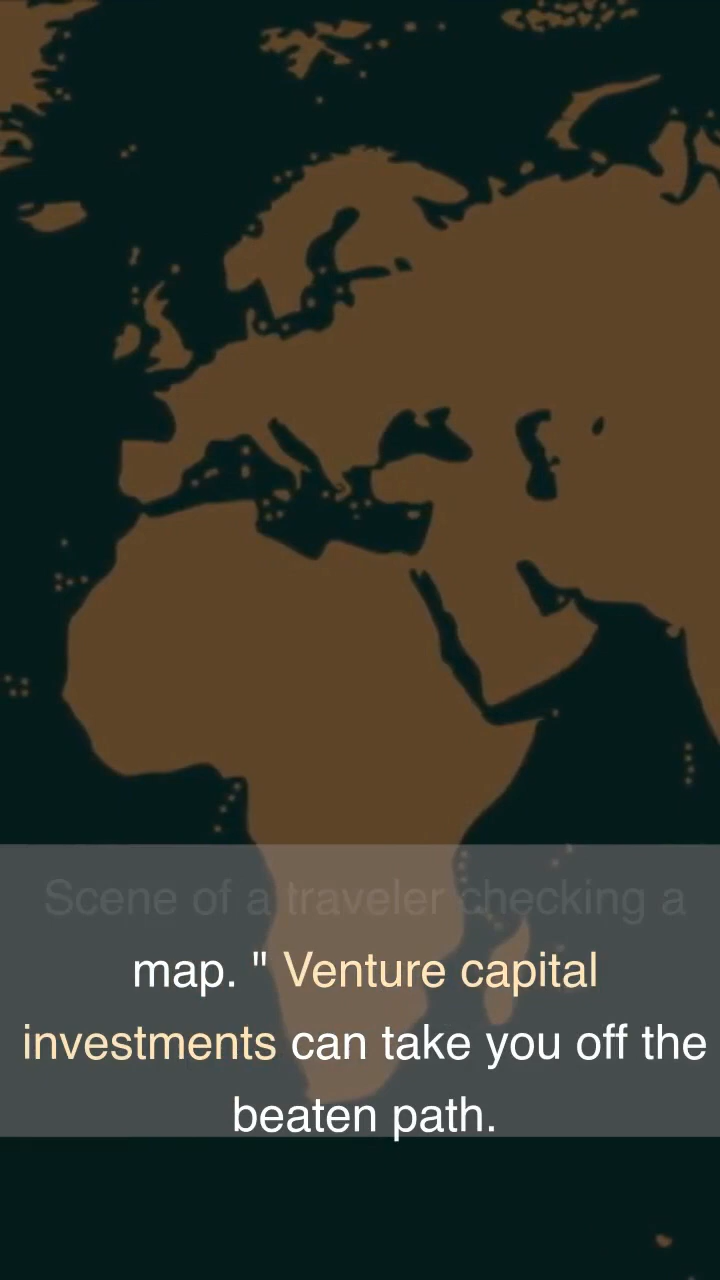 Scene of a traveler checking a
map. " Venture capital
investments can take you off the
beaten path.